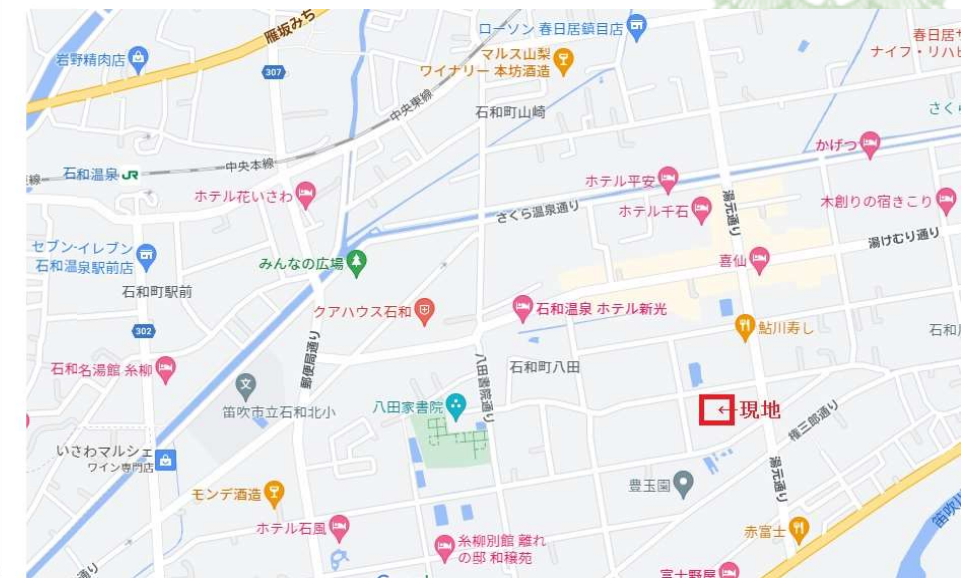 雁坂みち
ローソン 春日居鎮目店
岩野精肉店
マルス山梨
ワイナリー 本坊酒造
春日居サ
ナイフ・リハビ
307
中央東線
石和町山崎
さく
かげつ
石和温泉 JR
中央本線
線
ホテル花いさわ
ホテル平安
ホテル千石
湯元通り
木創りの宿きこり
さくら温泉通り
湯けむり通り
セブン-イレブン
石和温泉駅前店
みんなの広場
喜仙
石和町駅前
クアハウス石和
石和温泉 ホテル新光
302
郵便局通り
鮎川寿し
石和
石和名湯館 糸柳
八田書院通り
石和町八田
笛吹市立石和北小
八田家書院
←現地
権三郎通り
いさわマルシェ
ワイン専門店
湯元通り
モンデ酒造
豊玉園
笛吹
ホテル石風
赤富士
糸柳別館 離れ
の邸 和穣苑
富士野屋
通り